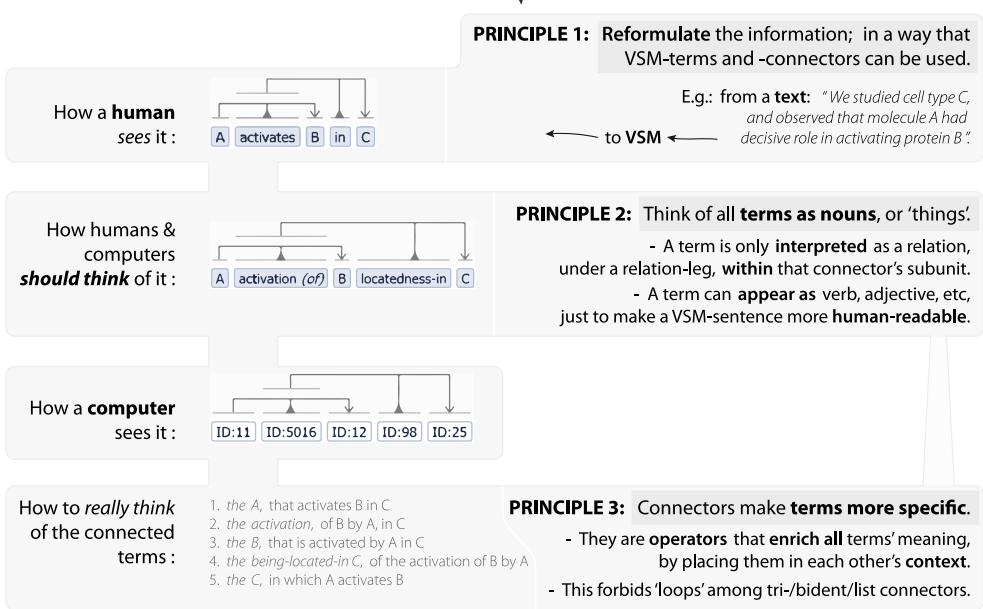 PRINCIPLE 1: Reformulate the information; in a way that
VSM-terms and -connectors can be used.
E.g.: from a text: "We studied cell type C,
and observed that molecule A had
decisive role in activating protein B".
to VSM
How a human
sees it :
A activates B in C
PRINCIPLE 2: Think of all terms as nouns, or 'things'.
- A term is only interpreted as a relation,
under a relation-leg, within that connector's subunit.
- A term can appear as verb, adjective, etc,
just to make a VSM-sentence more human-readable.
How humans &
computers
should think of it :
A activation (of) B locatedness-in C
How a computer
sees it :
ID:11 ID:5016 ID:12 ID:98 ID:25
How to really think
of the connected
terms :
1. the A, that activates B in C
2. the activation, of B by A, in C
3. the B, that is activated by A in C
4. the being-located-in C, of the activation of B by A
5. the C, in which A activates B
PRINCIPLE 3: Connectors make terms more specific.
- They are operators that enrich all terms' meaning,
by placing them in each other's context.
- This forbids 'loops' among tri-/bident/list connectors.